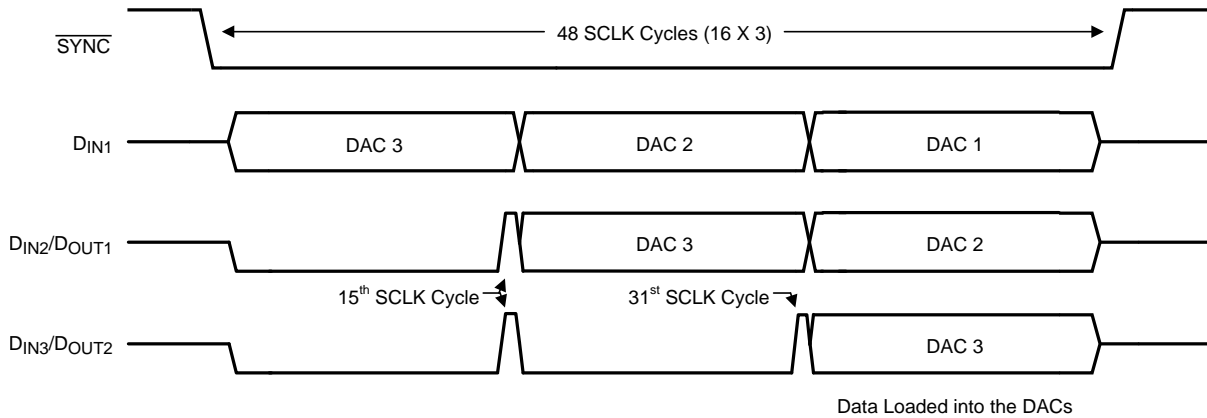 48 SCLK Cycles (16 X 3)
SYNC
DIN1
DAC 3
DAC 2
DAC 1
DIN2/DOUT1
DAC 3
DAC 2
15th SCLK Cycle
31st SCLK Cycle
DIN3/DOUT2
DAC 3
Data Loaded into the DACs